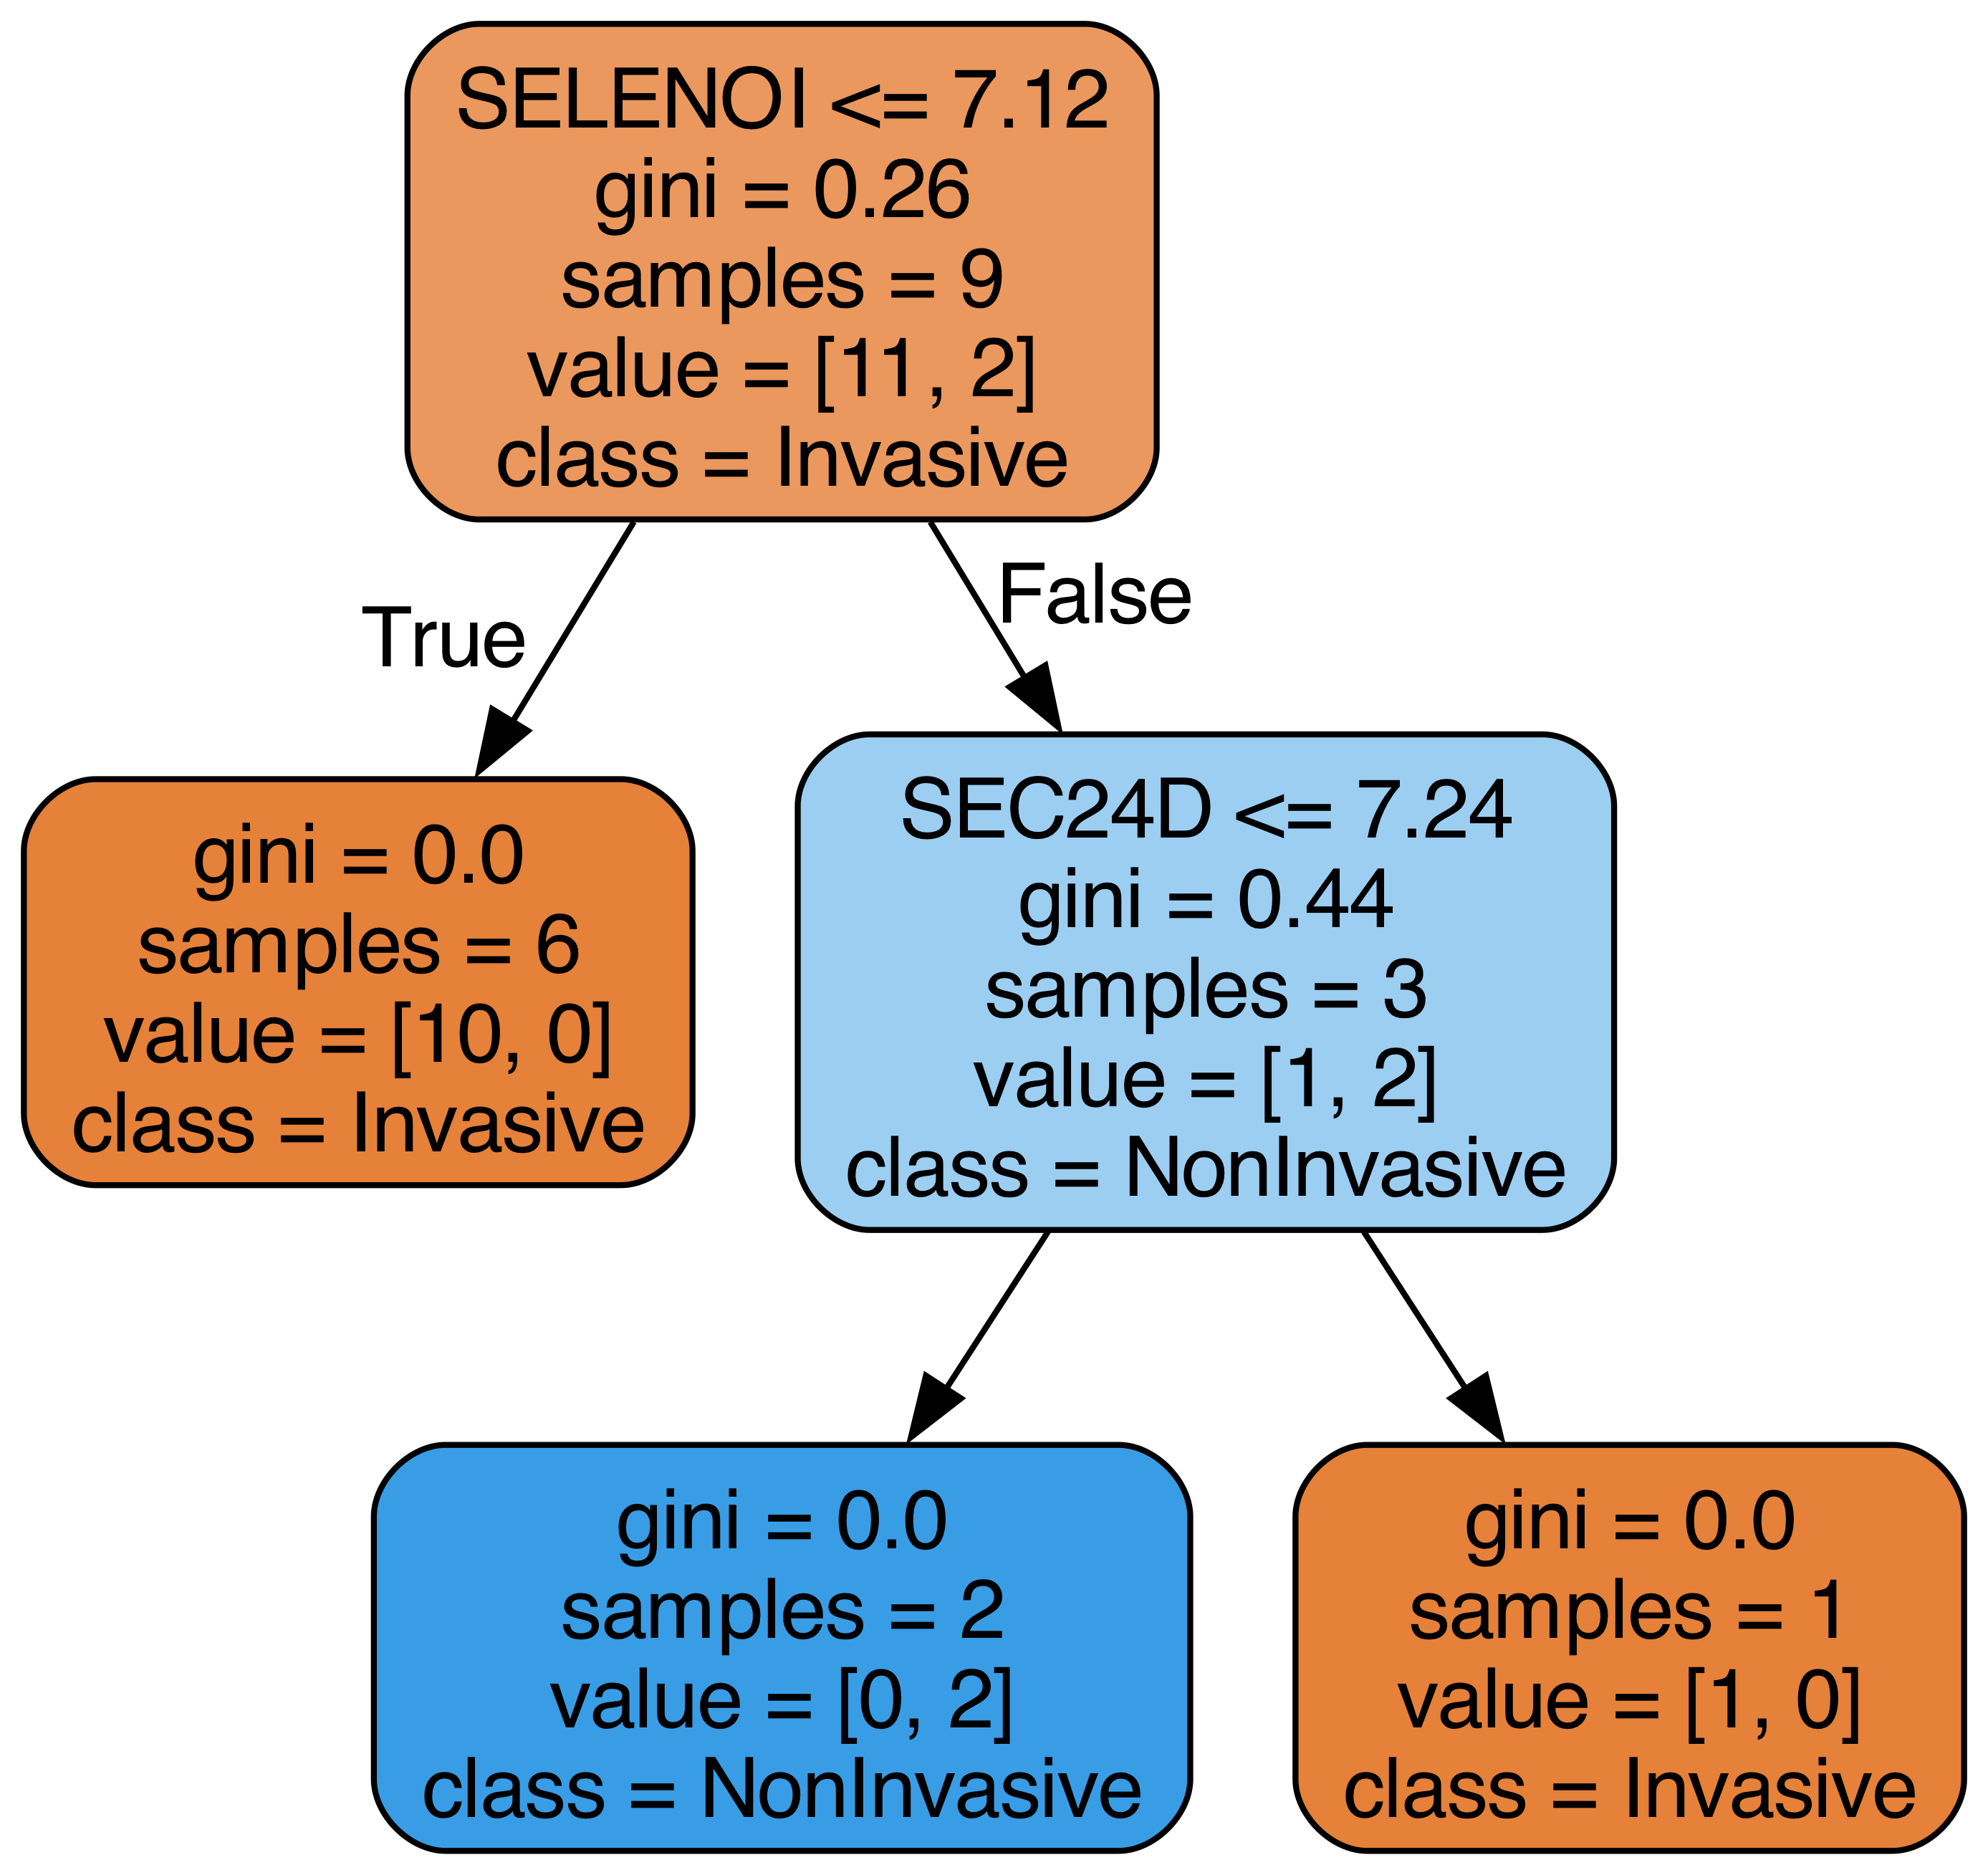 SELENOI <= 7.12
gini = 0.26
samples = 9
value = [11, 2]
class = Invasive
True
False
gini = 0.0
samples = 6
value = [10, 0]
class = Invasive
SEC24D <= 7.24
gini = 0.44
samples = 3
value = [1, 2]
class = NonInvasive
gini = 0.0
samples = 2
value = [0, 2]
class = NonInvasive
gini = 0.0
samples = 1
value = [1, 0]
class = Invasive